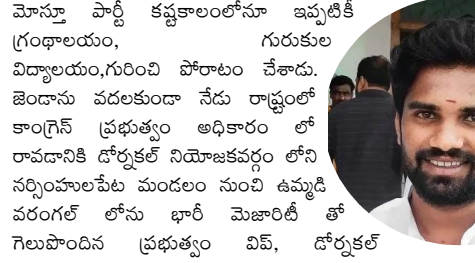 మోస్తూ పార్టీ కష్టకాలంలోనూ ఇప్పటికీ
గ్రంథాలయం, గురుకుల
విద్యాలయం,గురించి పోరాటం చేశాడు.
జెండాను వదలకుండా నేడు రాష్ట్రంలో
కాంగ్రెస్ ప్రభుత్వం అధికారం లో
రావడానికి డోర్నకల్ నియోజకవర్గం లోని
నర్సింహులపేట మండలం నుంచి ఉమ్మడి
వరంగల్ లోను భారీ మెజారిటీ తో
గెలుపొందిన ప్రభుత్వం విప్, డోర్నకల్